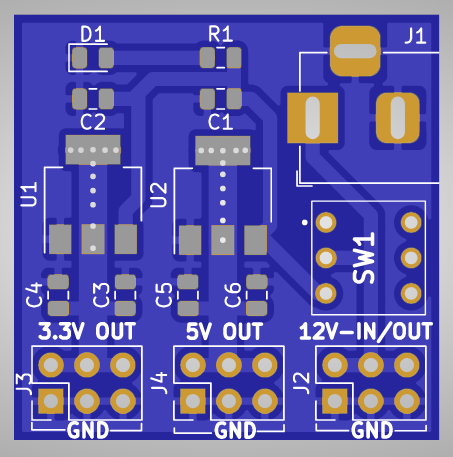 D1
R1
J1
C2
C1
U1
U2
SW1
C4
C3
C5
C6
3.3V OUT
5V OUT
12V-IN/OUT
J3
J4
J2
GND
GND
GND